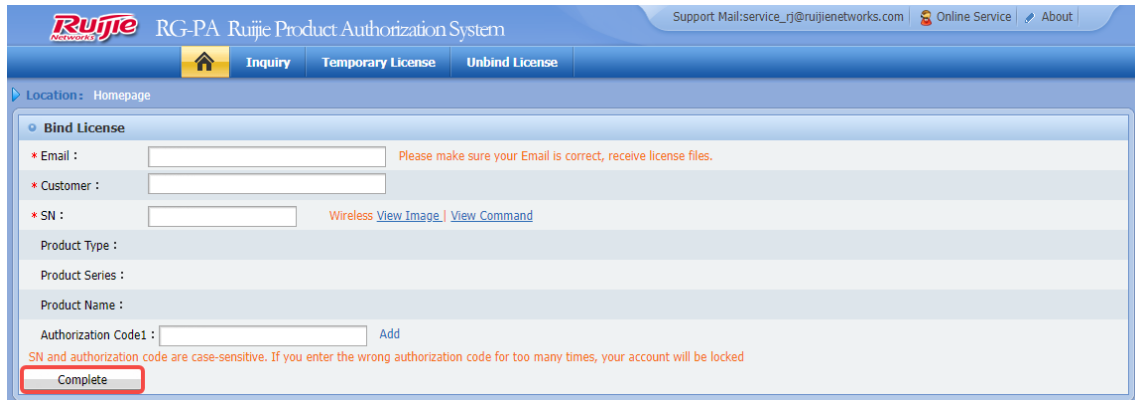 Support Mail:service_rj@ruijienetworks.com Online Service About
Ruijie Networks RG-PA Ruijie Product Authorization System
Inquiry Temporary License Unbind License
Location: Homepage
Bind License
* Email : Please make sure your Email is correct, receive license files.
* Customer :
* SN : Wireless View Image | View Command
Product Type :
Product Series :
Product Name :
Authorization Code1 : Add
SN and authorization code are case-sensitive. If you enter the wrong authorization code for too many times, your account will be locked
Complete